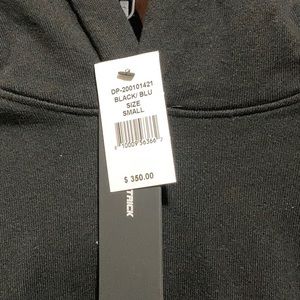 DP-200101421
BLACK/ BLU
SIZE
SMALL
$ 350.00
TRICK